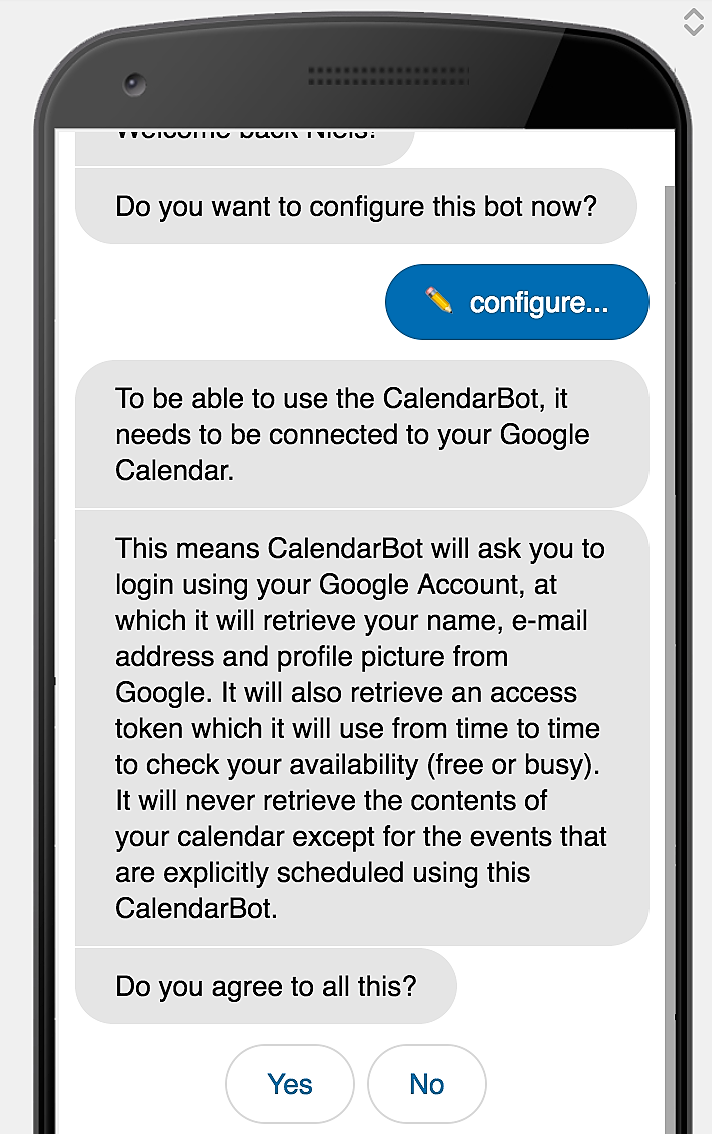 Welcome back Niels!
Do you want to configure this bot now?
configure...
To be able to use the CalendarBot, it
needs to be connected to your Google
Calendar.
This means CalendarBot will ask you to
login using your Google Account, at
which it will retrieve your name, e-mail
address and profile picture from
Google. It will also retrieve an access
token which it will use from time to time
to check your availability (free or busy).
It will never retrieve the contents of
your calendar except for the events that
are explicitly scheduled using this
CalendarBot.
Do you agree to all this?
Yes
No